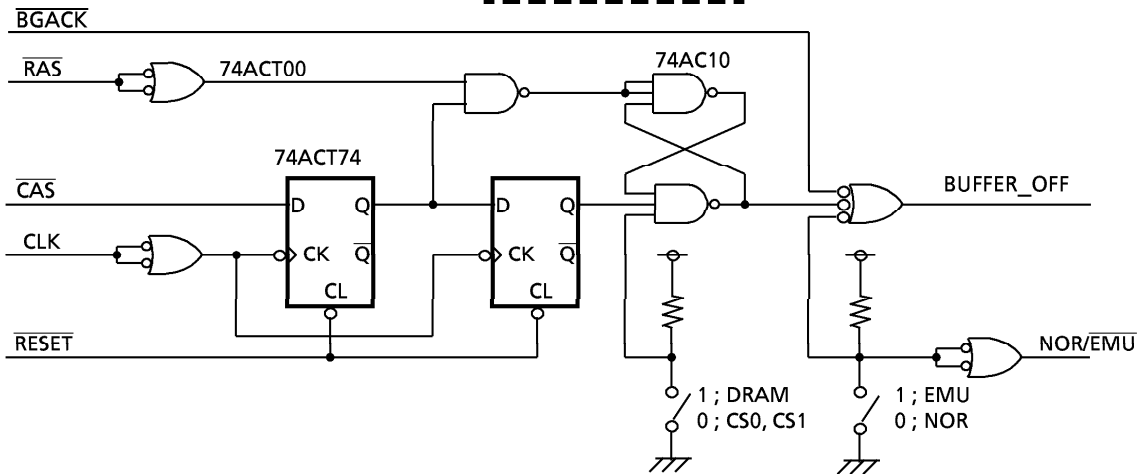 BGACK
RAS
74ACT00
74AC10
74ACT74
CAS
D
Q
D
Q
BUFFER_OFF
CLK
CK
Q
CK
Q
CL
CL
RESET
NOR/EMU
1 ; DRAM
0 ; CS0, CS1
1 ; EMU
0 ; NOR